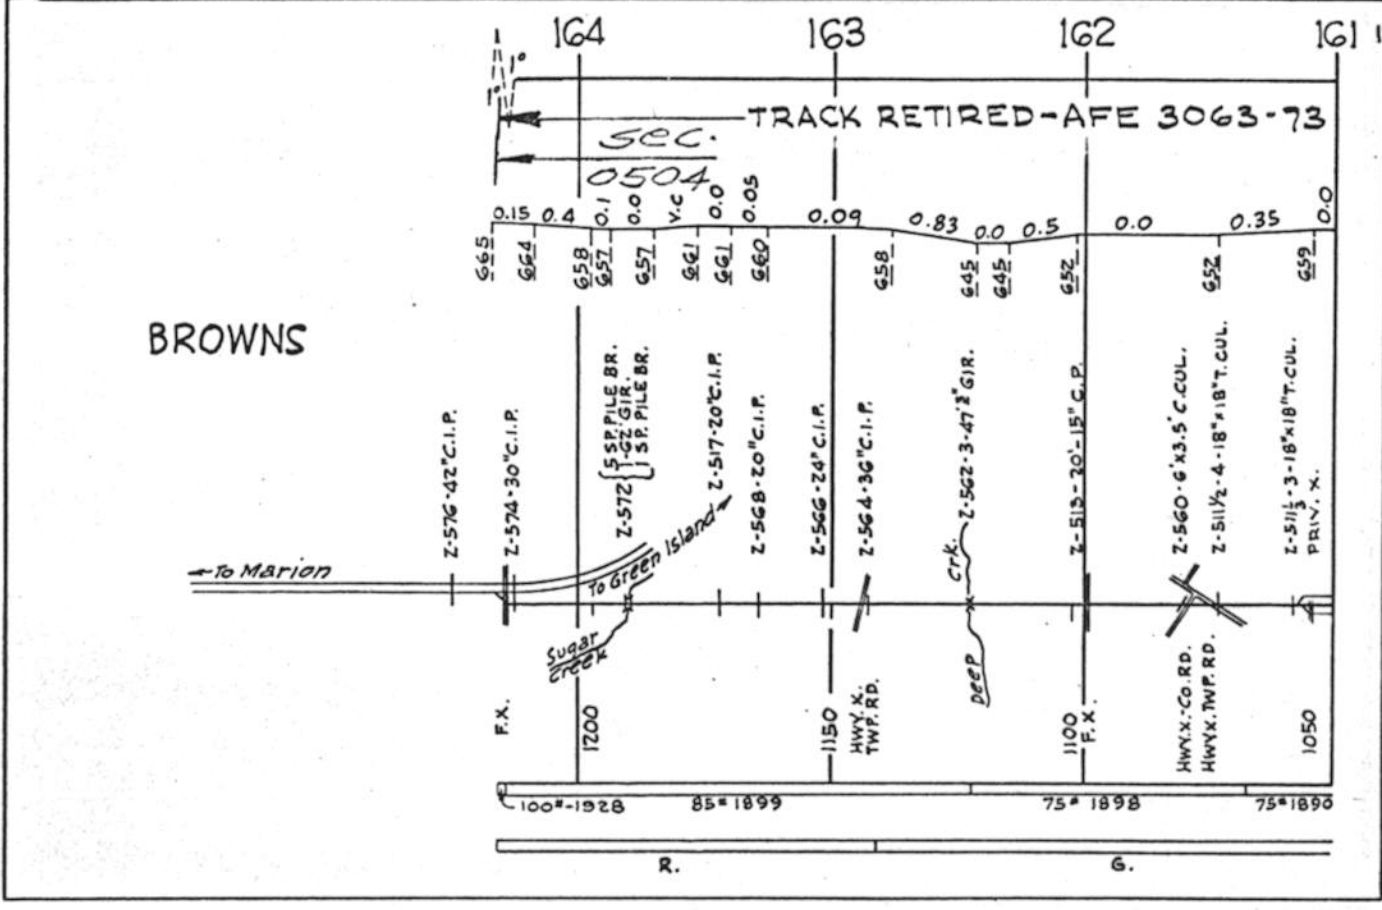 164 163 162 161
1° 1°
TRACK RETIRED-AFE 3063-73
Sec.
0504
0.15 0.4 0.1 0.0 V.C 0.0 0.05 0.09 0.83 0.0 0.5 0.0 0.35 0.0
665 664 658 657 657 661 661 660 658 645 645 652 652 659
BROWNS
Z-576-42"C.I.P.
Z-574-30"C.I.P.
Z-572
5 SP. PILE BR.
1-62' GIR.
1 SP. PILE BR.
Z-517-20"C.I.P.
Z-568-20"C.I.P.
Z-566-24"C.I.P.
Z-564-36"C.I.P.
Z-562-3-47'2" GIR.
Z-513-20'-15" C.P.
Z-560-6'x3.5' C.CUL.
Z-511½-4-18"x18"T.CUL.
Z-511⅓-3-18"x18"T.CUL.
PRIV. X.
To Marion
To Green Island
Sugar
Creek
Deep Crk.
F.X.
1200
1150
HWY. X.
TWP. RD.
1100
F.X.
HWY.X.-CO. RD.
HWY.X. TWP. RD.
1050
100#-1928 85#1899 75#1898 75#1890
R. G.